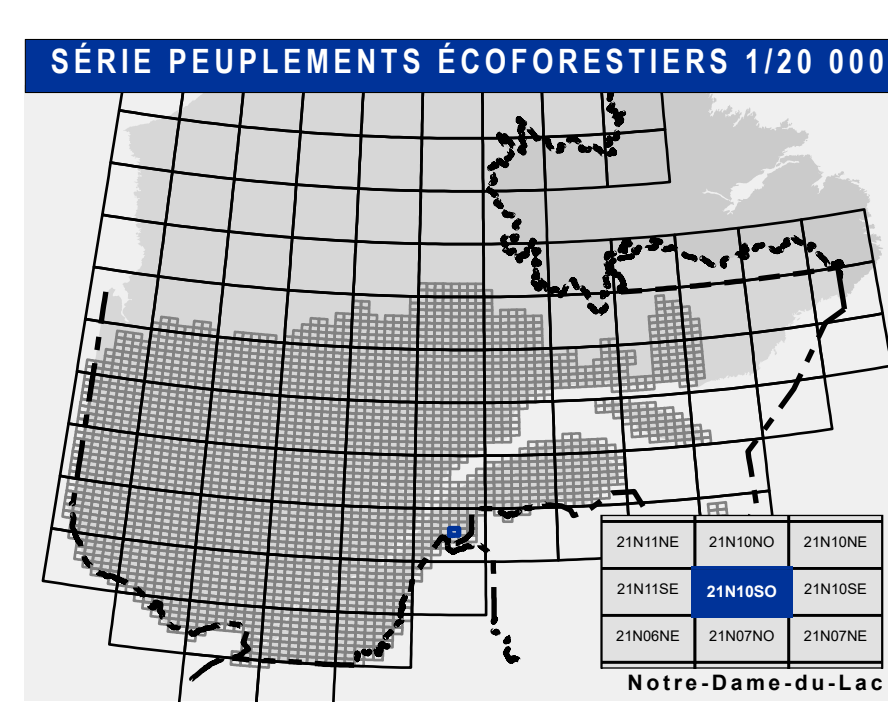 SÉRIE PEUPLEMENTS ÉCOFORESTIERS 1/20 000
21N11NE 21N10NO 21N10NE
21N11SE 21N10SO 21N10SE
21N06NE 21N07NO 21N07NE
Notre-Dame-du-Lac